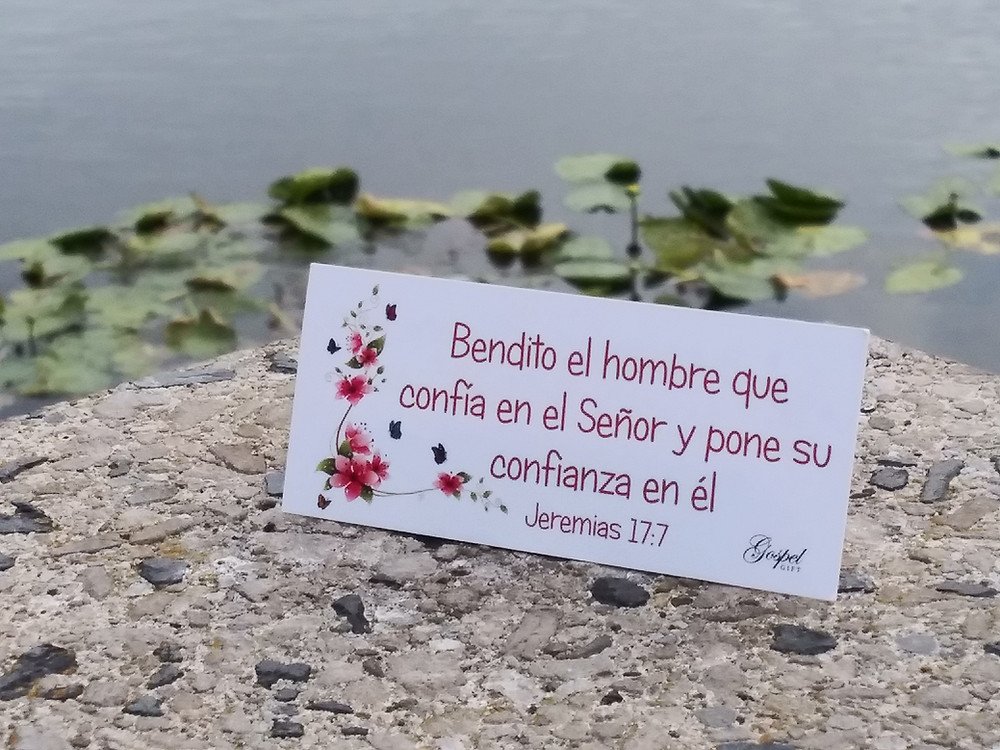 Bendito el hombre que
confía en el Señor y pone su
confianza en él
Jeremias 17:7
Gospel
GIFT